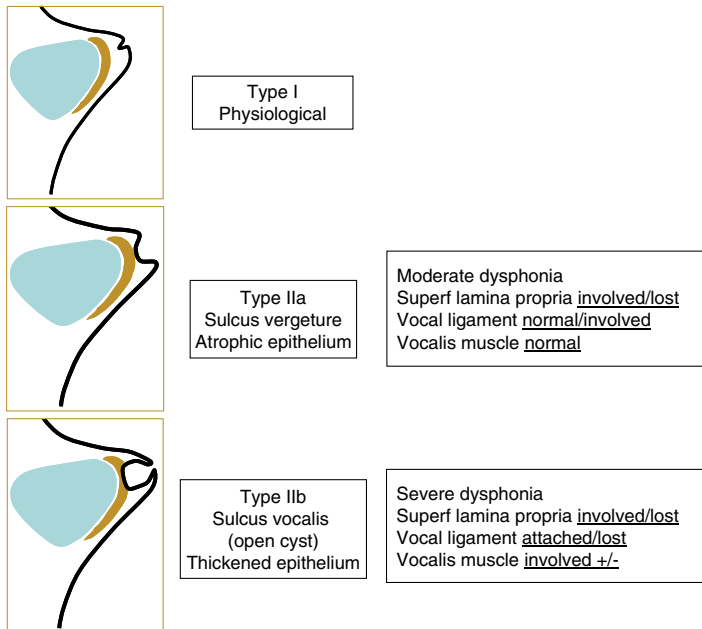 Type I
Physiological
Type IIa
Sulcus vergeture
Atrophic epithelium
Moderate dysphonia
Superf lamina propria involved/lost
Vocal ligament normal/involved
Vocalis muscle normal
Type IIb
Sulcus vocalis
(open cyst)
Thickened epithelium
Severe dysphonia
Superf lamina propria involved/lost
Vocal ligament attached/lost
Vocalis muscle involved +/-